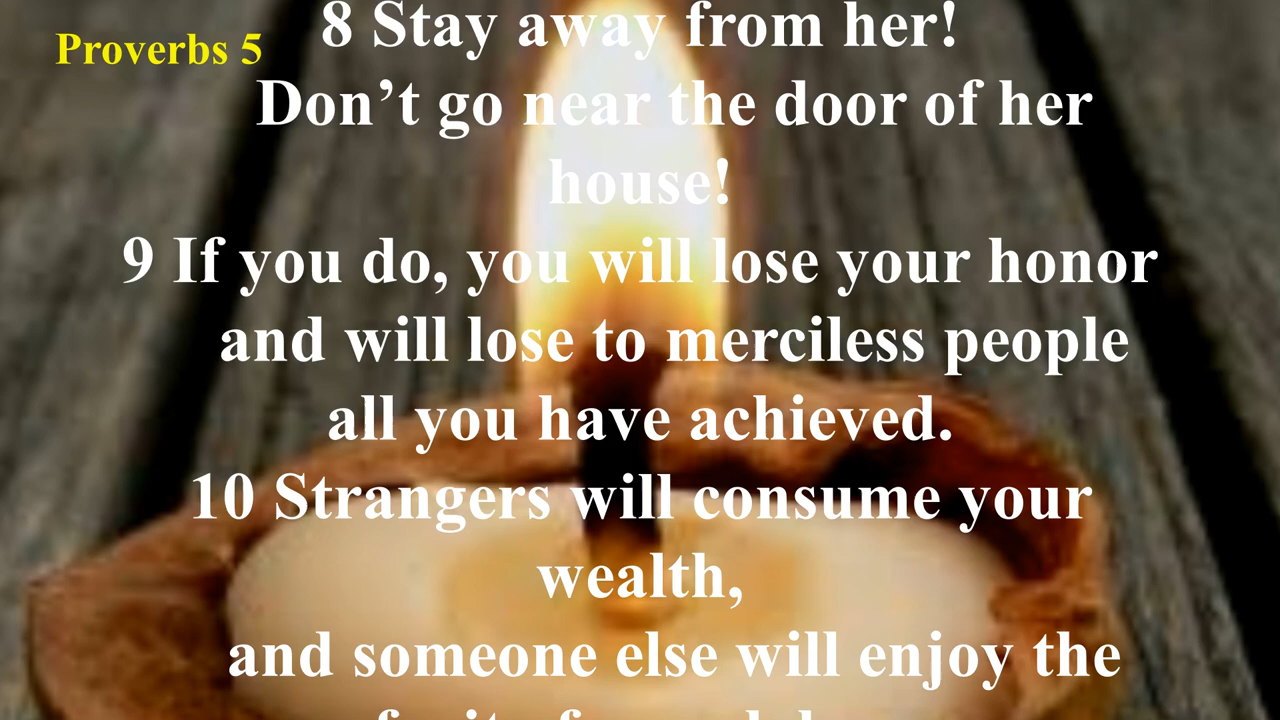 Proverbs 5
8 Stay away from her!
Don’t go near the door of her
house!
9 If you do, you will lose your honor
and will lose to merciless people
all you have achieved.
10 Strangers will consume your
wealth,
and someone else will enjoy the